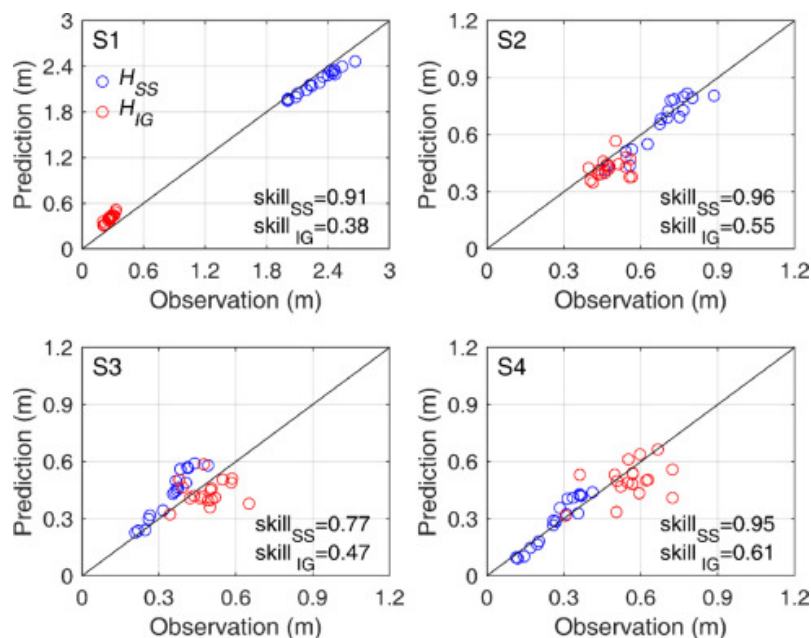 S1
H_SS
H_IG
skill_SS=0.91
skill_IG=0.38
3
2.4
1.8
1.2
0.6
0
0 0.6 1.2 1.8 2.4 3
Prediction (m)
Observation (m)
S2
skill_SS=0.96
skill_IG=0.55
1.2
0.9
0.6
0.3
0
0 0.3 0.6 0.9 1.2
Prediction (m)
Observation (m)
S3
skill_SS=0.77
skill_IG=0.47
1.2
0.9
0.6
0.3
0
0 0.3 0.6 0.9 1.2
Prediction (m)
Observation (m)
S4
skill_SS=0.95
skill_IG=0.61
1.2
0.9
0.6
0.3
0
0 0.3 0.6 0.9 1.2
Prediction (m)
Observation (m)